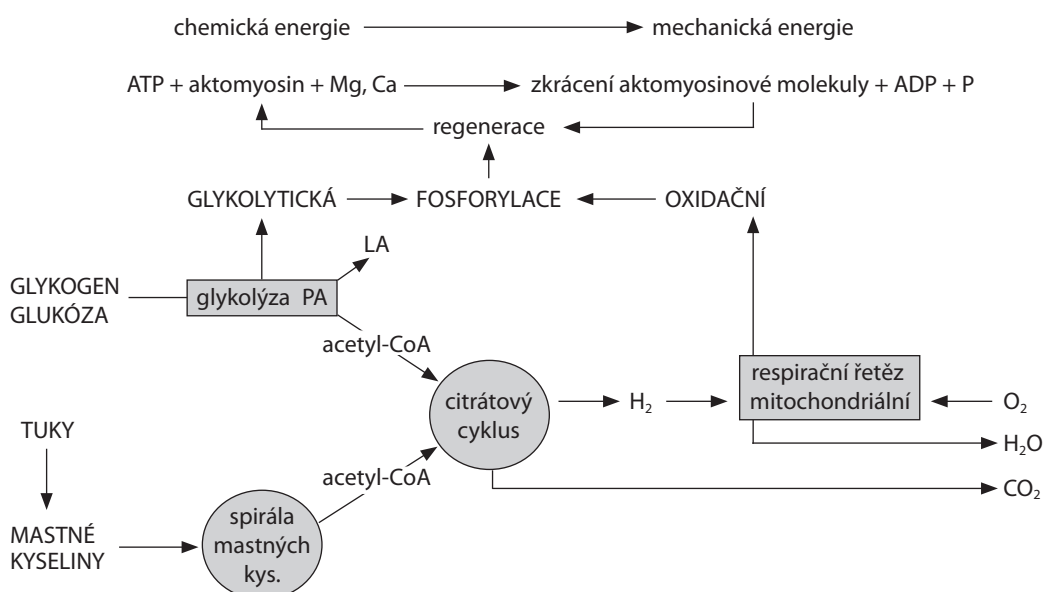 chemická energie mechanická energie
ATP + aktomyosin + Mg, Ca zkrácení aktomyosinové molekuly + ADP + P
regenerace
GLYKOLYTICKÁ FOSFORYLACE OXIDAČNÍ
LA
GLYKOGEN
GLUKÓZA
glykolýza PA
acetyl-CoA
citrátový
cyklus
H₂
respirační řetěz
mitochondriální
O₂
H₂O
CO₂
TUKY
acetyl-CoA
MASTNÉ
KYSELINY
spirála
mastných
kys.